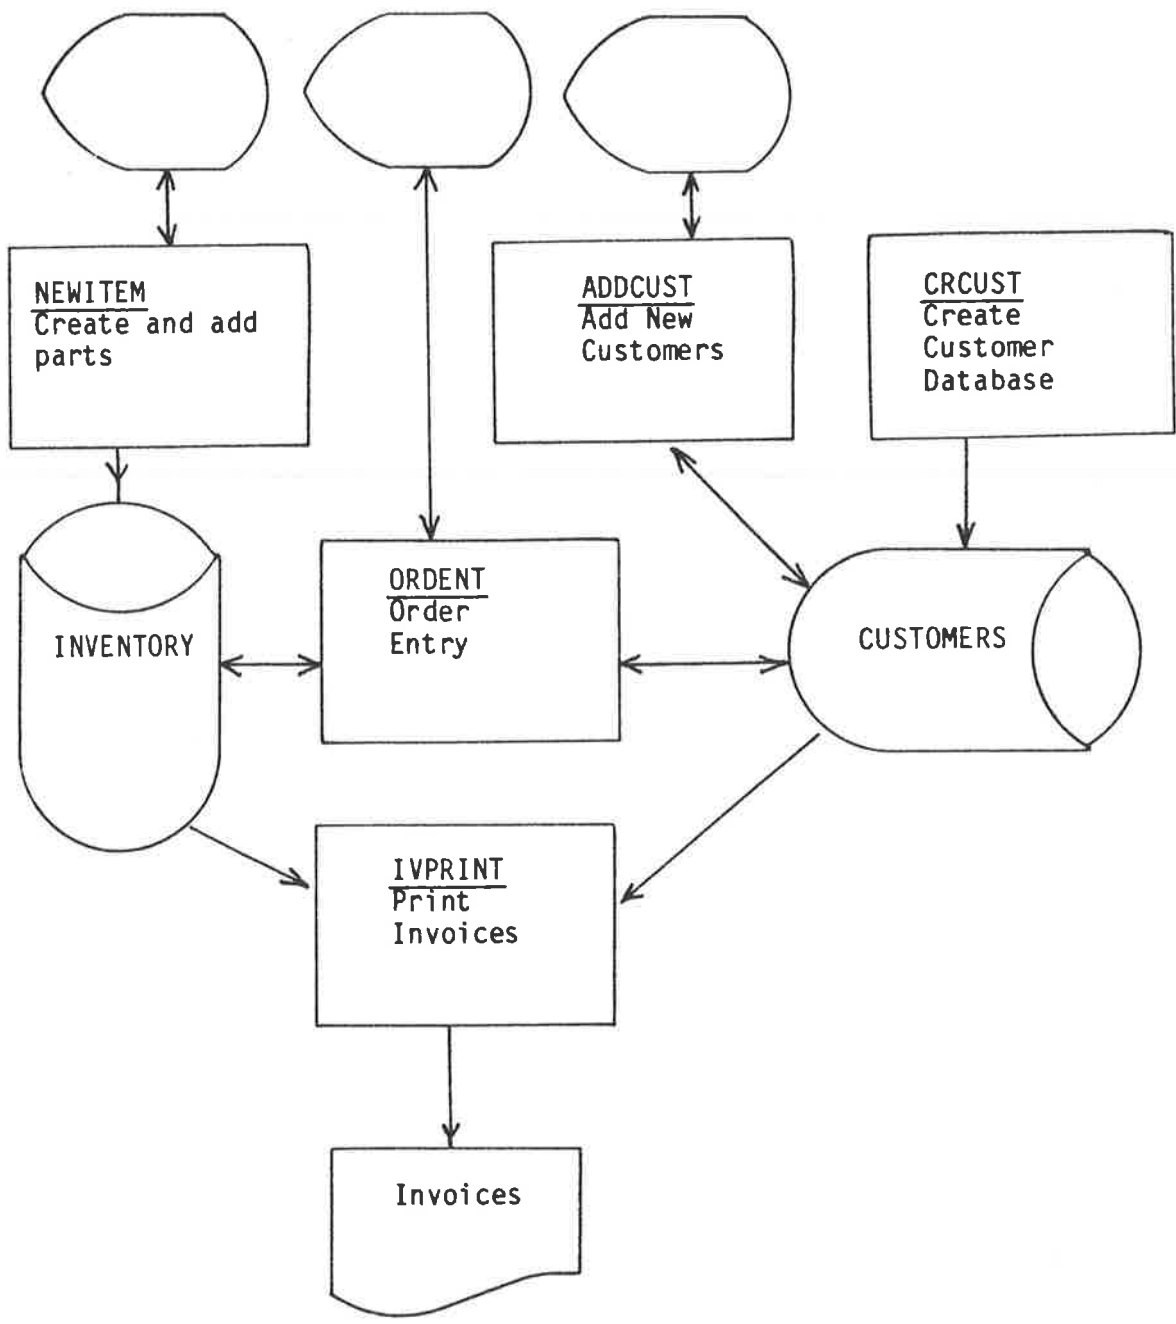 NEWITEM
Create and add
parts
ADDCUST
Add New
Customers
CRCUST
Create
Customer
Database
INVENTORY
ORDENT
Order
Entry
CUSTOMERS
IVPRINT
Print
Invoices
Invoices